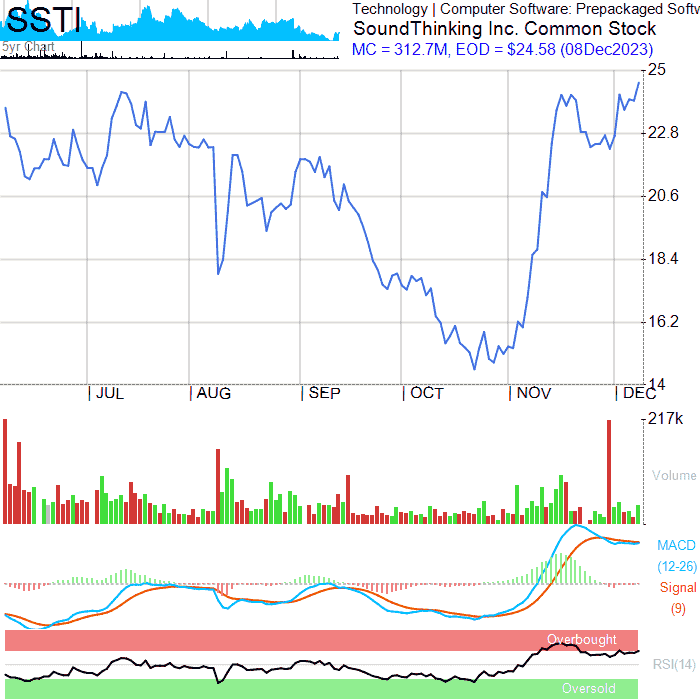 SSTI
5yr Chart
Technology | Computer Software: Prepackaged Softw
SoundThinking Inc. Common Stock
MC = 312.7M, EOD = $24.58 (08Dec2023)
25
22.8
20.6
18.4
16.2
14
JUL
AUG
SEP
OCT
NOV
DEC
217k
Volume
MACD
(12-26)
Signal
(9)
Overbought
RSI(14)
Oversold